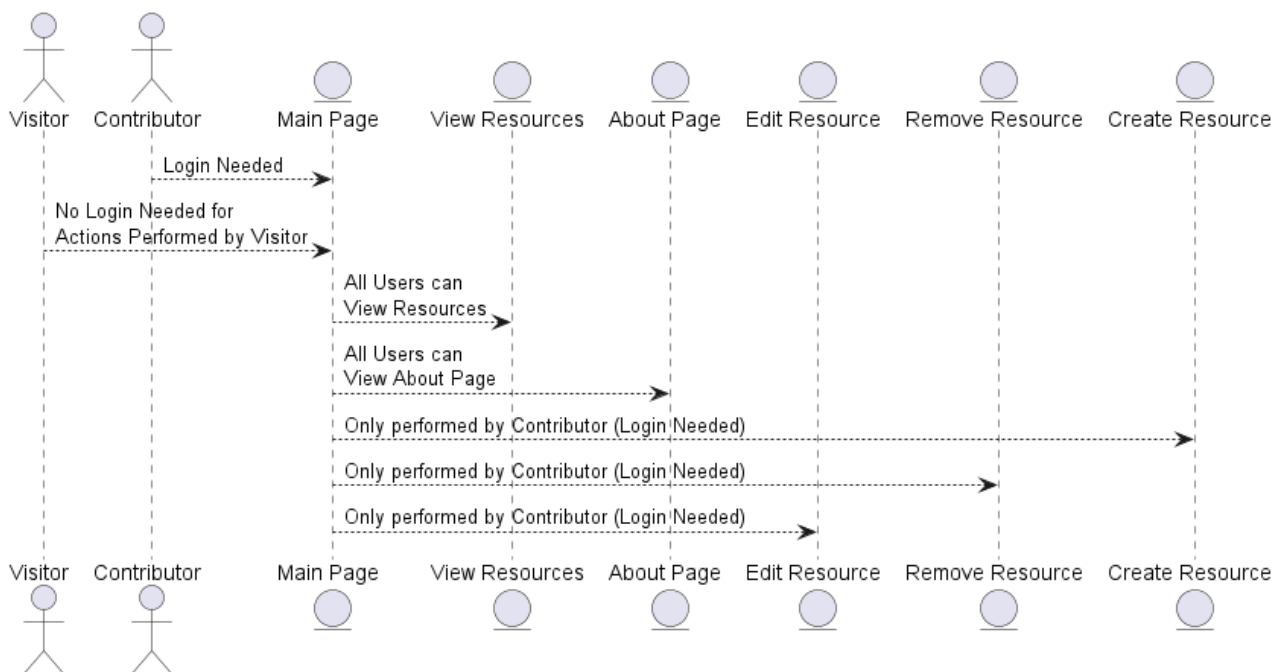 Visitor
Contributor
Main Page
View Resources
About Page
Edit Resource
Remove Resource
Create Resource
Login Needed
No Login Needed for
Actions Performed by Visitor
All Users can
View Resources
All Users can
View About Page
Only performed by Contributor (Login Needed)
Only performed by Contributor (Login Needed)
Only performed by Contributor (Login Needed)
Visitor
Contributor
Main Page
View Resources
About Page
Edit Resource
Remove Resource
Create Resource